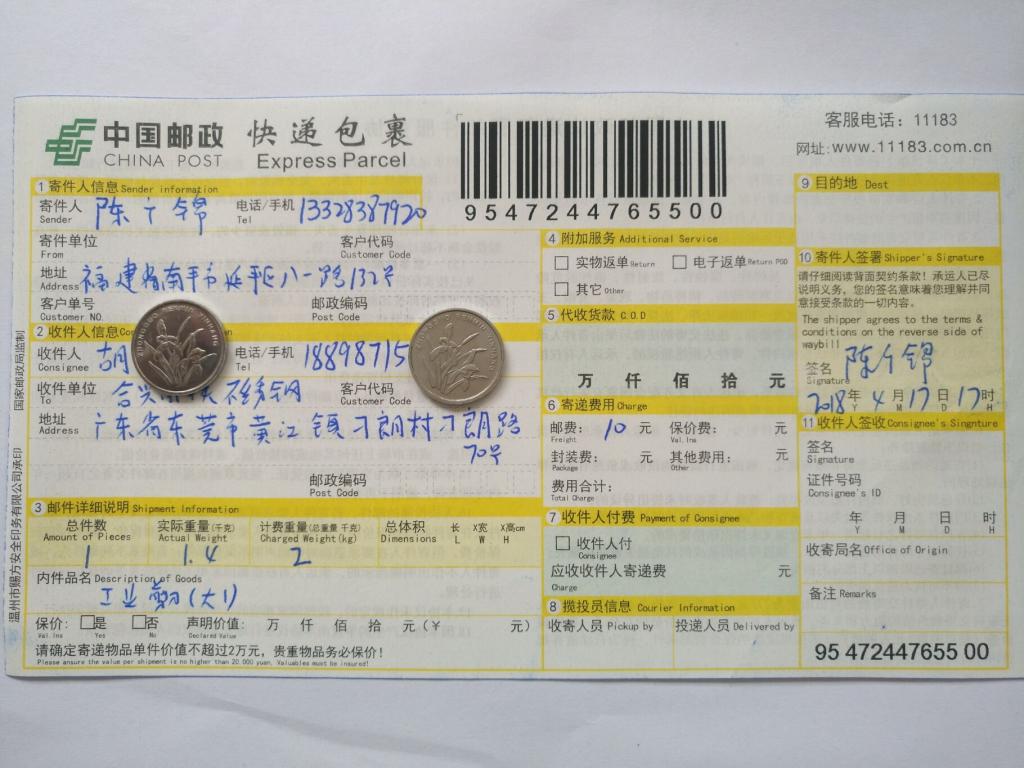 中国邮政 快递包裹
CHINA POST Express Parcel
9547244765500
客服电话：11183
网址:www.11183.com.cn
1 寄件人信息 Sender information
寄件人 陈广锦 电话/手机 13328387920
Sender Tel
寄件单位 客户代码
From Customer Code
地址 福建省南平市延平区八一路132号
Address
客户单号 邮政编码
Customer NO. Post Code
2 收件人信息 Co
收件人 胡 电话/手机 18898715
Consignee Tel
收件单位 合兴 不锈钢 客户代码
To Customer Code
地址 广东省东莞市黄江镇刁朗村刁朗路
Address 70号
邮政编码
Post Code
3 邮件详细说明 Shipment Information
总件数 实际重量(千克) 计费重量(总重量 千克) 总体积 长 X宽 X高cm
Amount of Pieces Actual Weight Charged Weight(kg) Dimensions L W H
1 1.4 2
内件品名 Description of Goods
工业 (大1)
保价: 是 否 声明价值: 万 仟 佰 拾 元(￥ 元)
Val.Ins Yes No Declared Value
请确定寄递物品单件价值不超过2万元，贵重物品务必保价!
Please ensure the value per shipment is no higher than 20,000 yuan, Valuables must be insured!
4 附加服务 Additional Service
实物返单 Return 电子返单 Return POD
其它 Other
5 代收货款 C.O.D
万 仟 佰 拾 元
6 寄递费用 Charge
邮费: 10 元 保价费: 元
Freight Val.Ins
封装费: 元 其他费用: 元
Package Other
费用合计: 元
Total Charge
7 收件人付费 Payment of Consignee
收件人付
Consignee
应收收件人寄递费 元
Charge
8 揽投员信息 Courier Information
收寄人员 Pickup by 投递人员 Delivered by
9 目的地 Dest
10 寄件人签署 Shipper's Signature
请仔细阅读背面契约条款！承运人已尽
说明义务，您的签名意味着您理解并同
意接受条款的一切内容。
The shipper agrees to the terms &
conditions on the reverse side of
waybill
签名 陈广锦
Signature
2018年 4月 17日 17时
Y M D H
11 收件人签收 Consignee's Singnture
签名
Signature
证件号码
Consignee's ID
年 月 日 时
Y M D H
收寄局名 Office of Origin
备注 Remarks
95 472447655 00
国家邮政局监制
温州市赐方安全印务有限公司承印